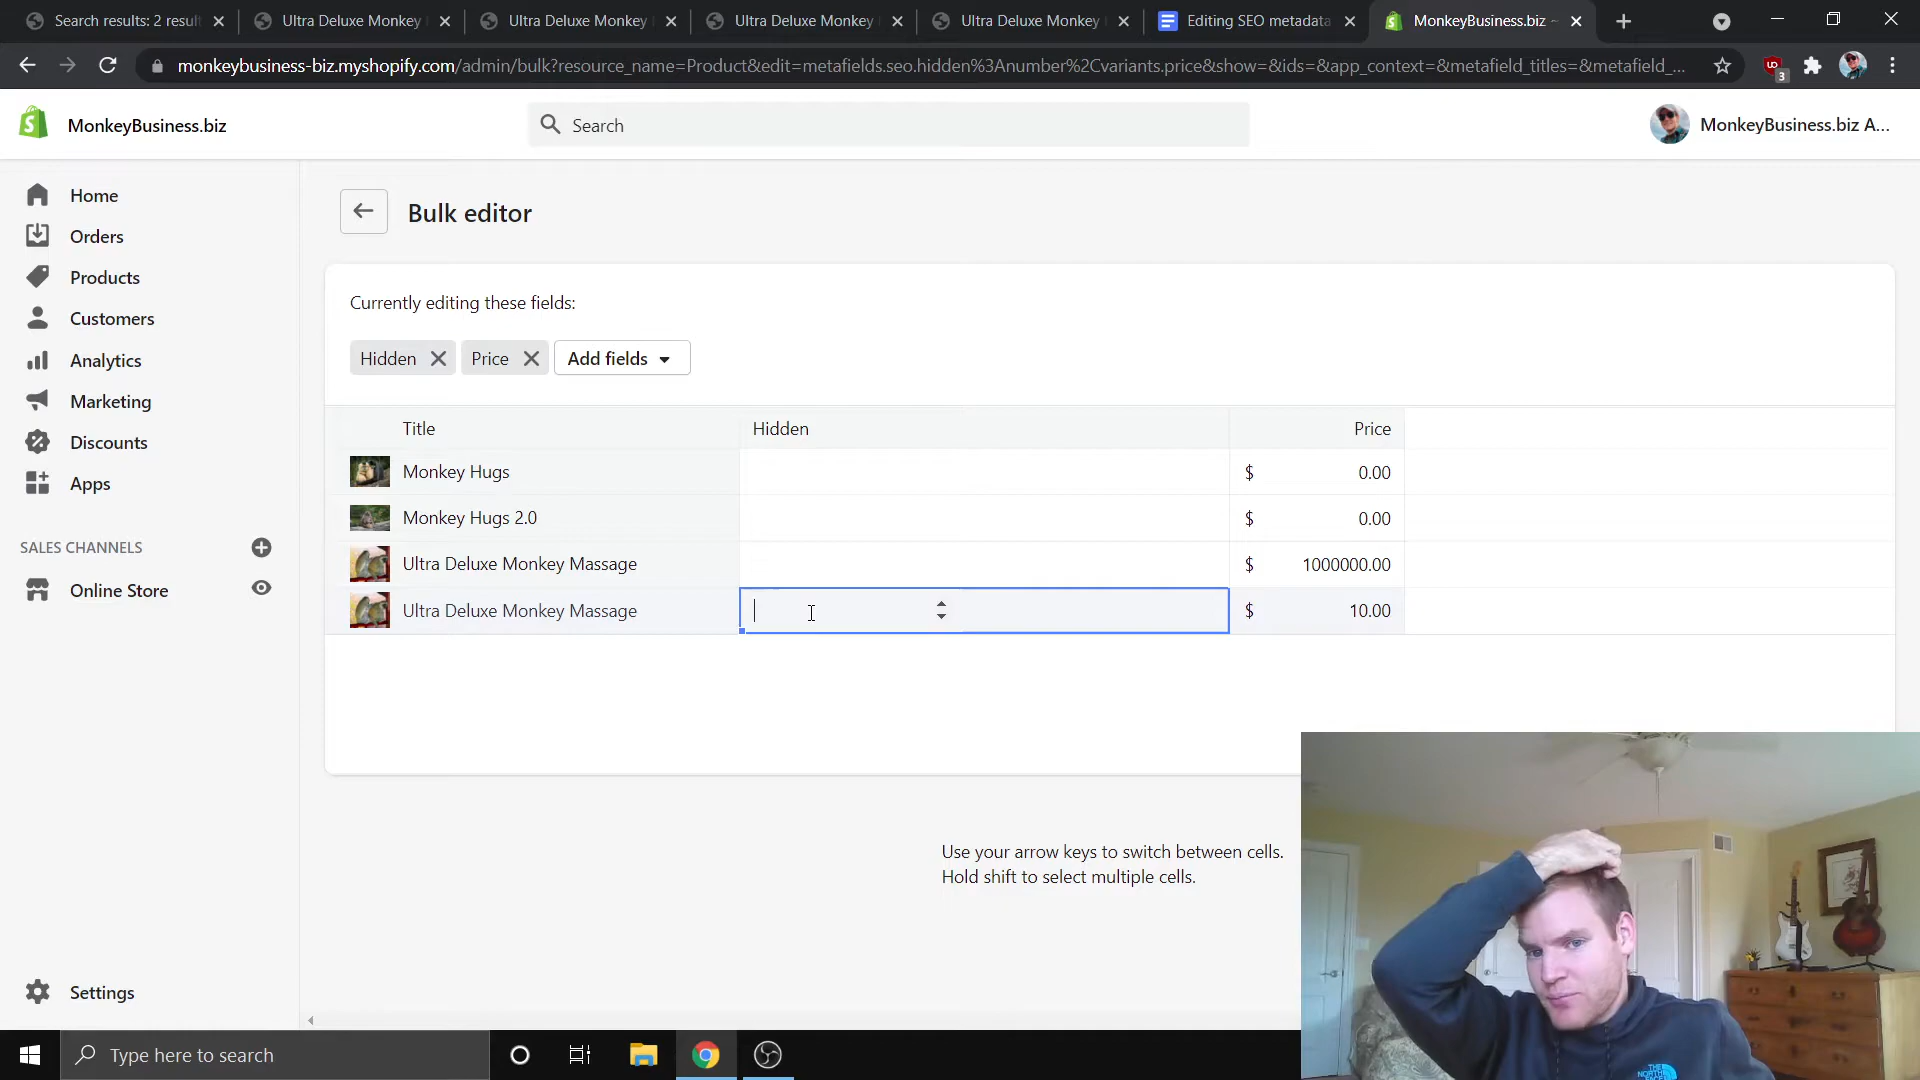 Search results: 2 resul
Ultra Deluxe Monkey
Ultra Deluxe Monkey
Ultra Deluxe Monkey
Ultra Deluxe Monkey
Editing SEO metadata
MonkeyBusiness.biz ~
monkeybusiness-biz.myshopify.com/admin/bulk?resource_name=Product&edit=metafields.seo.hidden%3Anumber%2Cvariants.price&show=&ids=&app_context=&metafield_titles=&metafield_...
3
MonkeyBusiness.biz
Search
MonkeyBusiness.biz A...
Home
Orders
Products
Customers
Analytics
Marketing
Discounts
Apps
SALES CHANNELS
Online Store
Settings
Bulk editor
Currently editing these fields:
Hidden
Price
Add fields
Title Hidden Price
Monkey Hugs $ 0.00
Monkey Hugs 2.0 $ 0.00
Ultra Deluxe Monkey Massage $ 1000000.00
Ultra Deluxe Monkey Massage $ 10.00
Use your arrow keys to switch between cells.
Hold shift to select multiple cells.
THE
NORTH
FACE
Type here to search